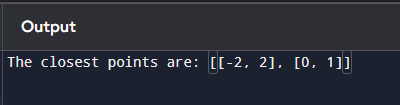 Output
The closest points are: [[-2, 2], [0, 1]]